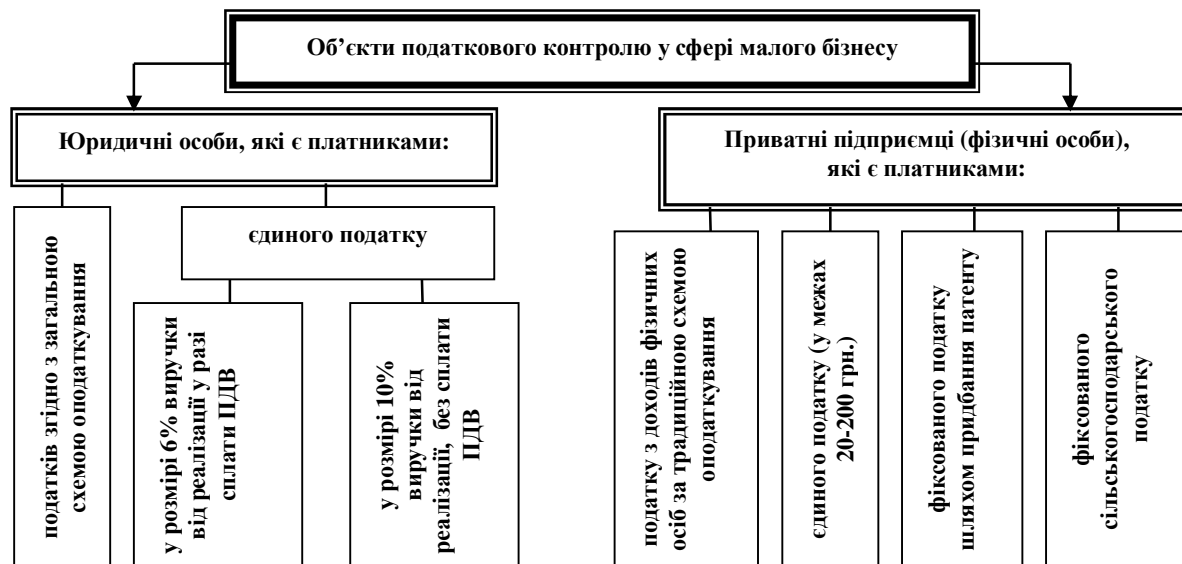 Об’єкти податкового контролю у сфері малого бізнесу
Юридичні особи, які є платниками:
Приватні підприємці (фізичні особи),
які є платниками:
податків згідно з загальною
схемою оподаткування
єдиного податку
у розмірі 6% виручки
від реалізації у разі
сплати ПДВ
у розмірі 10%
виручки від
реалізації, без сплати
ПДВ
податку з доходів фізичних
осіб за традиційною схемою
оподаткування
єдиного податку (у межах
20-200 грн.)
фіксованого податку
шляхом придбання патенту
фіксованого
сільськогосподарського
податку